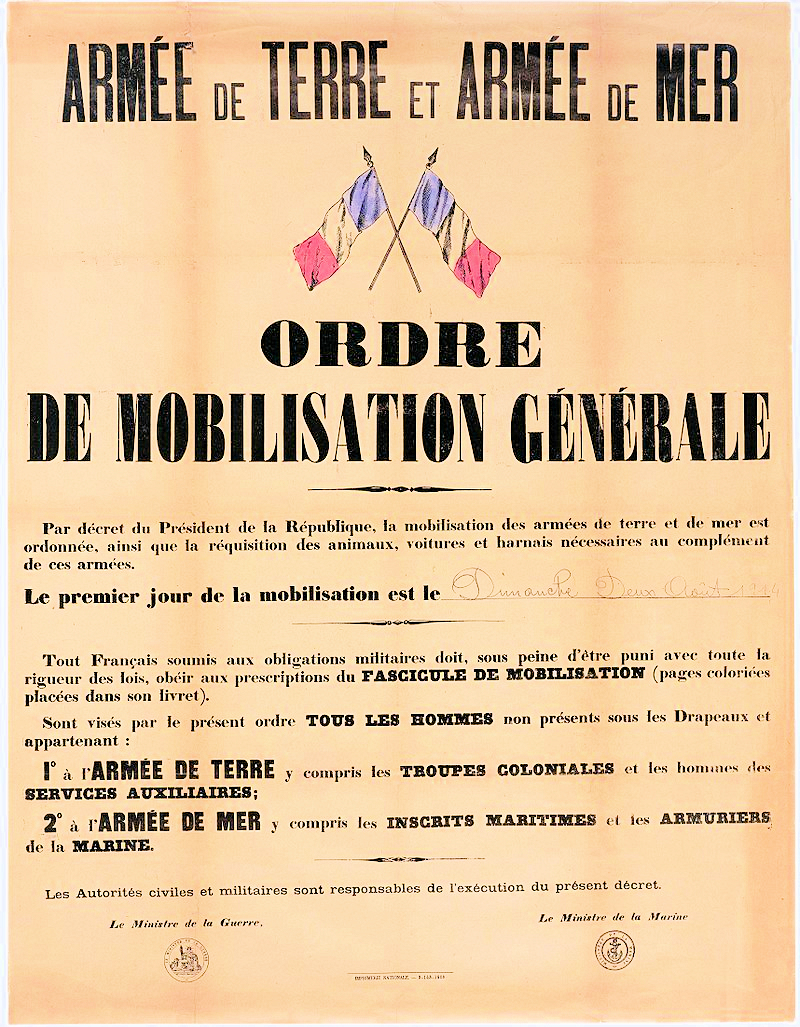 ARMÉE DE TERRE ET ARMÉE DE MER
ORDRE
DE MOBILISATION GÉNÉRALE
Par décret du Président de la République, la mobilisation des armées de terre et de mer est
ordonnée, ainsi que la réquisition des animaux, voitures et harnais nécessaires au complément
de ces armées.
Le premier jour de la mobilisation est le Dimanche Deux Août 1914
Tout Français soumis aux obligations militaires doit, sous peine d'être puni avec toute la
rigueur des lois, obéir aux prescriptions du FASCICULE DE MOBILISATION (pages coloriées
placées dans son livret).
Sont visés par le présent ordre TOUS LES HOMMES non présents sous les Drapeaux et
appartenant :
1° à l'ARMÉE DE TERRE y compris les TROUPES COLONIALES et les hommes des
SERVICES AUXILIAIRES;
2° à l'ARMÉE DE MER y compris les INSCRITS MARITIMES et les ARMURIERS
de la MARINE.
Les Autorités civiles et militaires sont responsables de l'exécution du présent décret.
Le Ministre de la Guerre,
Le Ministre de la Marine
IMPRIMERIE NATIONALE. —